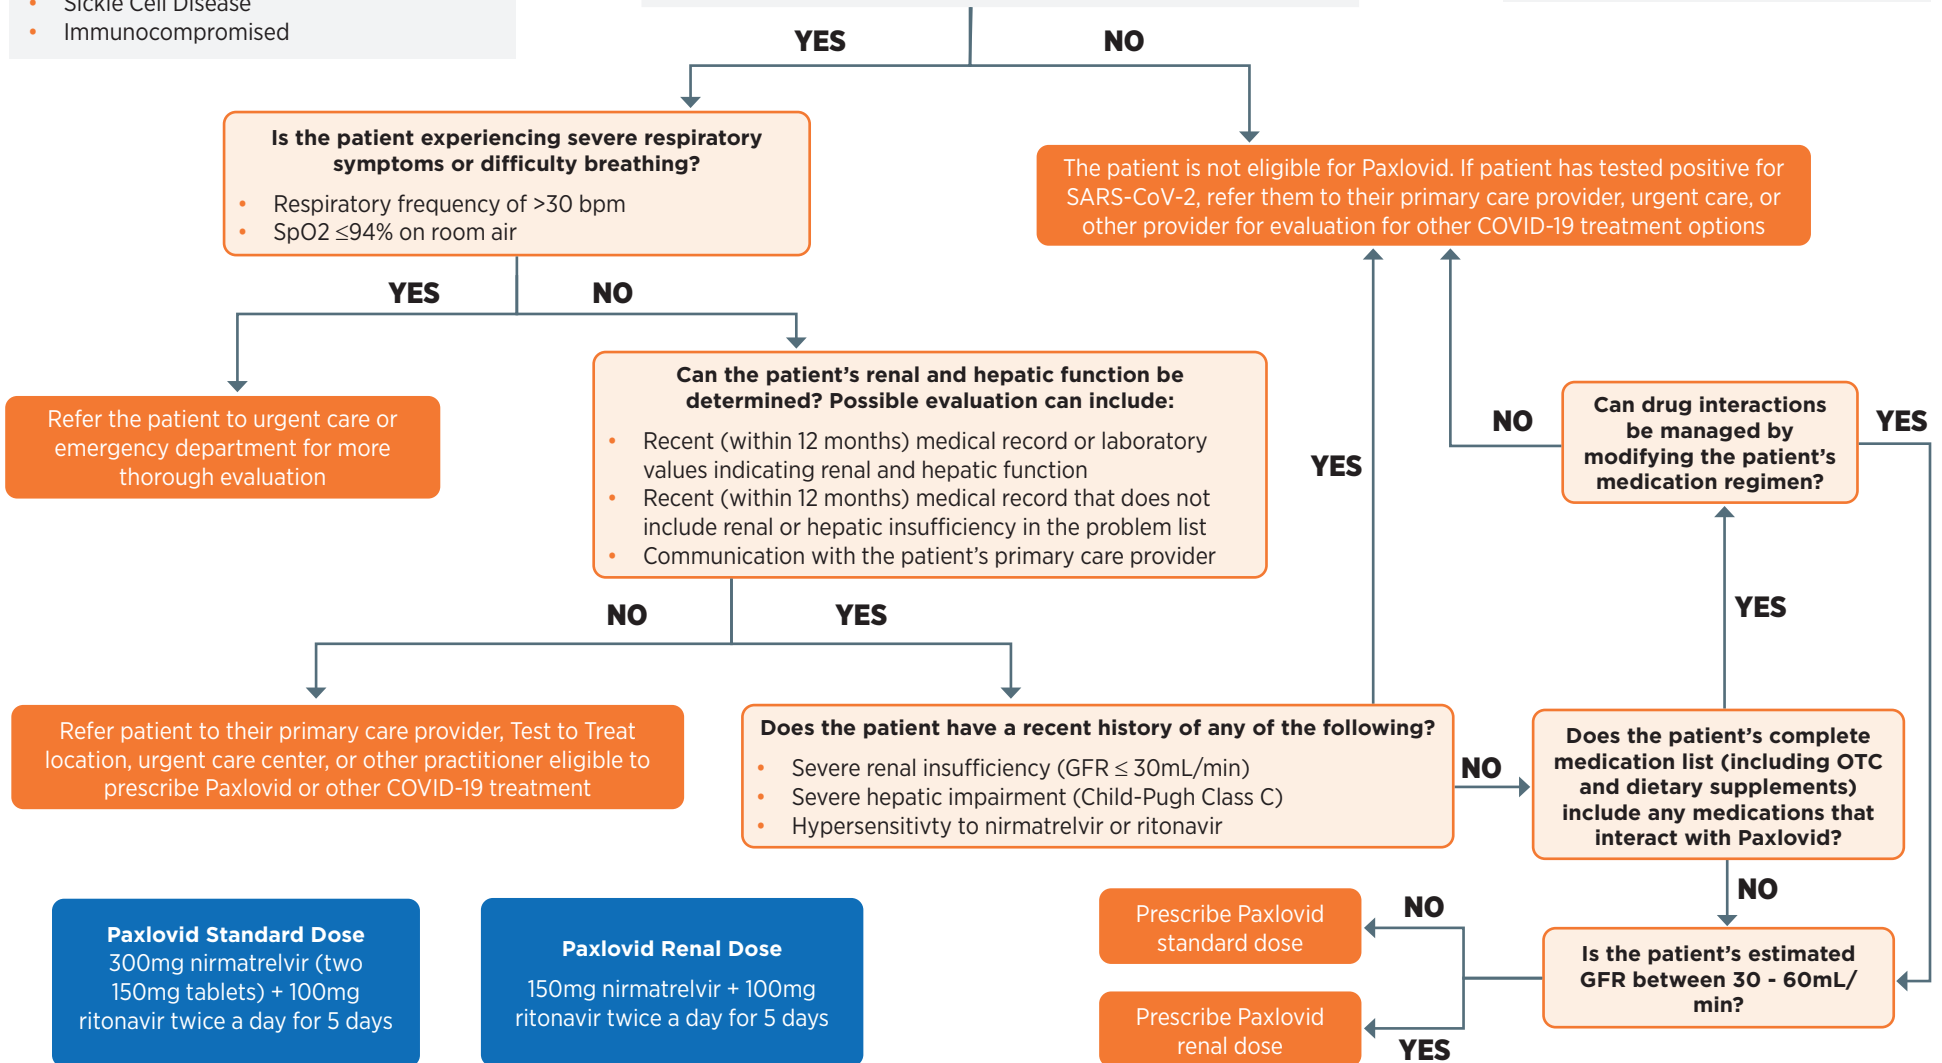 • Sickle Cell Disease
• Immunocompromised
YES
NO
Is the patient experiencing severe respiratory
symptoms or difficulty breathing?
• Respiratory frequency of >30 bpm
• SpO2 ≤94% on room air
The patient is not eligible for Paxlovid. If patient has tested positive for
SARS-CoV-2, refer them to their primary care provider, urgent care, or
other provider for evaluation for other COVID-19 treatment options
YES
NO
Refer the patient to urgent care or
emergency department for more
thorough evaluation
Can the patient's renal and hepatic function be
determined? Possible evaluation can include:
• Recent (within 12 months) medical record or laboratory
values indicating renal and hepatic function
• Recent (within 12 months) medical record that does not
include renal or hepatic insufficiency in the problem list
• Communication with the patient's primary care provider
YES
NO
Can drug interactions
be managed by
modifying the patient's
medication regimen?
YES
YES
NO
YES
Refer patient to their primary care provider, Test to Treat
location, urgent care center, or other practitioner eligible to
prescribe Paxlovid or other COVID-19 treatment
Does the patient have a recent history of any of the following?
• Severe renal insufficiency (GFR ≤ 30mL/min)
• Severe hepatic impairment (Child-Pugh Class C)
• Hypersensitivty to nirmatrelvir or ritonavir
NO
Does the patient's complete
medication list (including OTC
and dietary supplements)
include any medications that
interact with Paxlovid?
NO
Paxlovid Standard Dose
300mg nirmatrelvir (two
150mg tablets) + 100mg
ritonavir twice a day for 5 days
Paxlovid Renal Dose
150mg nirmatrelvir + 100mg
ritonavir twice a day for 5 days
Prescribe Paxlovid
standard dose
NO
Is the patient's estimated
GFR between 30 - 60mL/
min?
Prescribe Paxlovid
renal dose
YES